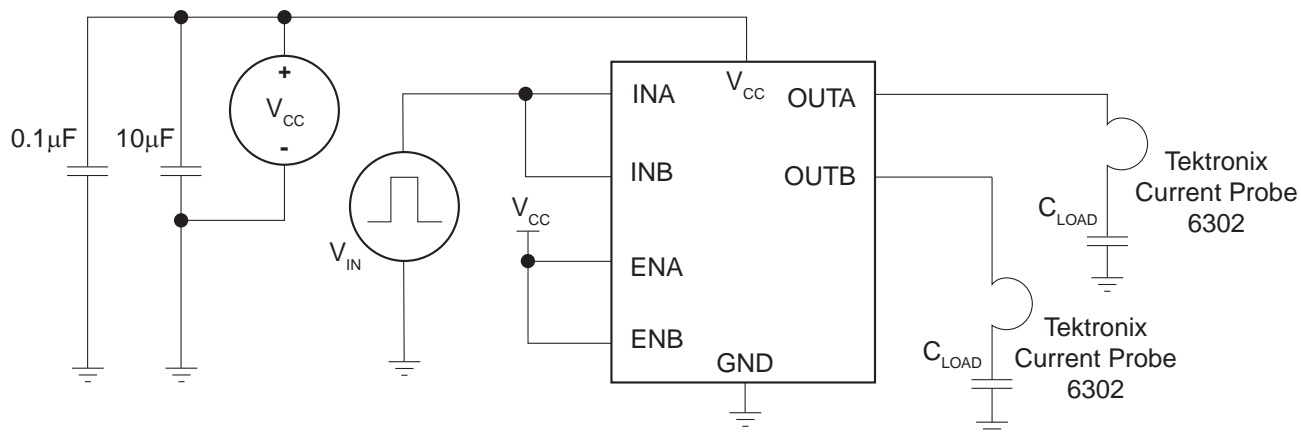 0.1μF
10μF
+
V_CC
-
V_IN
V_CC
INA
INB
ENA
ENB
V_CC
OUTA
OUTB
GND
C_LOAD
Tektronix
Current Probe
6302
C_LOAD
Tektronix
Current Probe
6302